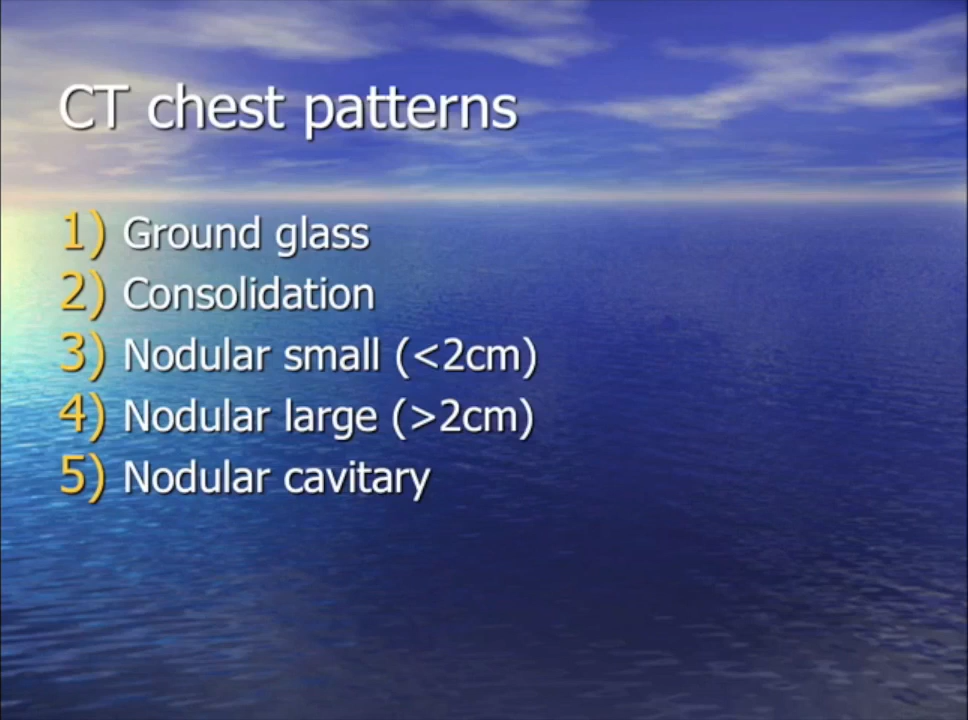 CT chest patterns
1) Ground glass
2) Consolidation
3) Nodular small (<2cm)
4) Nodular large (>2cm)
5) Nodular cavitary